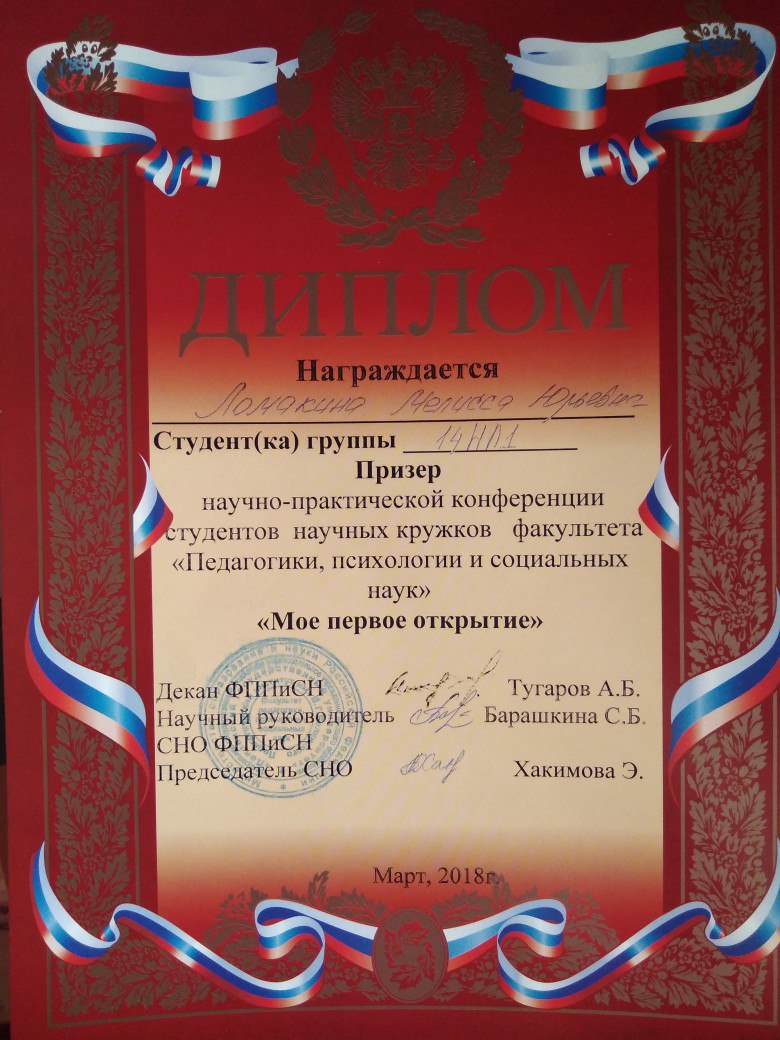 ДИПЛОМ
Награждается
Ломакина Мелисса Юрьевна
Студент(ка) группы 14НП1
Призер
научно-практической конференции
студентов научных кружков факультета
«Педагогики, психологии и социальных
наук»
«Мое первое открытие»
Декан ФППиСН Тугаров А.Б.
Научный руководитель Барашкина С.Б.
СНО ФППиСН
Председатель СНО Хакимова Э.
Март, 2018г.